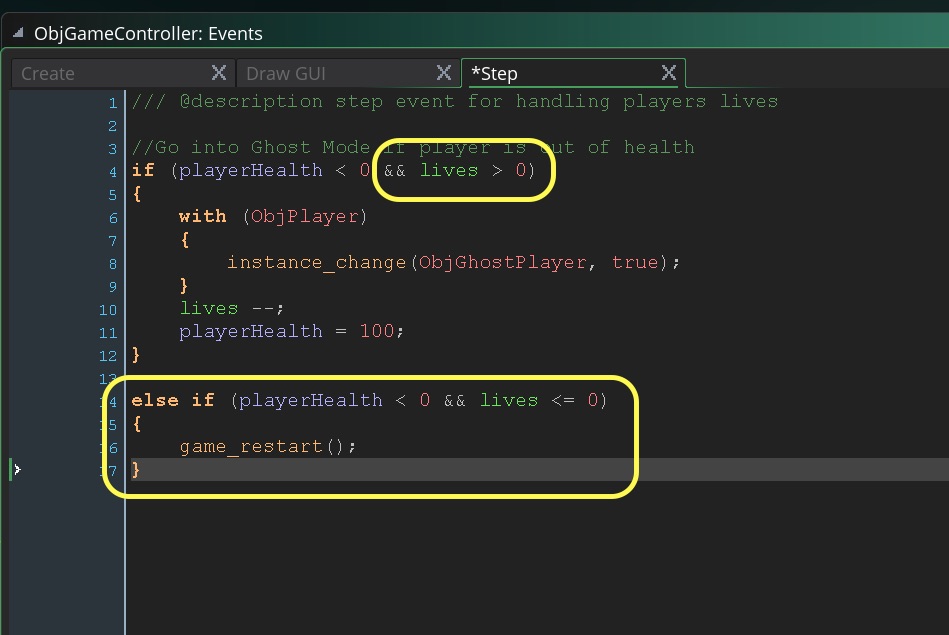 ObjGameController: Events
Create
Draw GUI
*Step
1 /// @description step event for handling players lives
2
3 //Go into Ghost Mode if player is out of health
4 if (playerHealth < 0 && lives > 0)
5 {
6 with (ObjPlayer)
7 {
8 instance_change(ObjGhostPlayer, true);
9 }
10 lives --;
11 playerHealth = 100;
12 }
13
14 else if (playerHealth < 0 && lives <= 0)
15 {
16 game_restart();
17 }